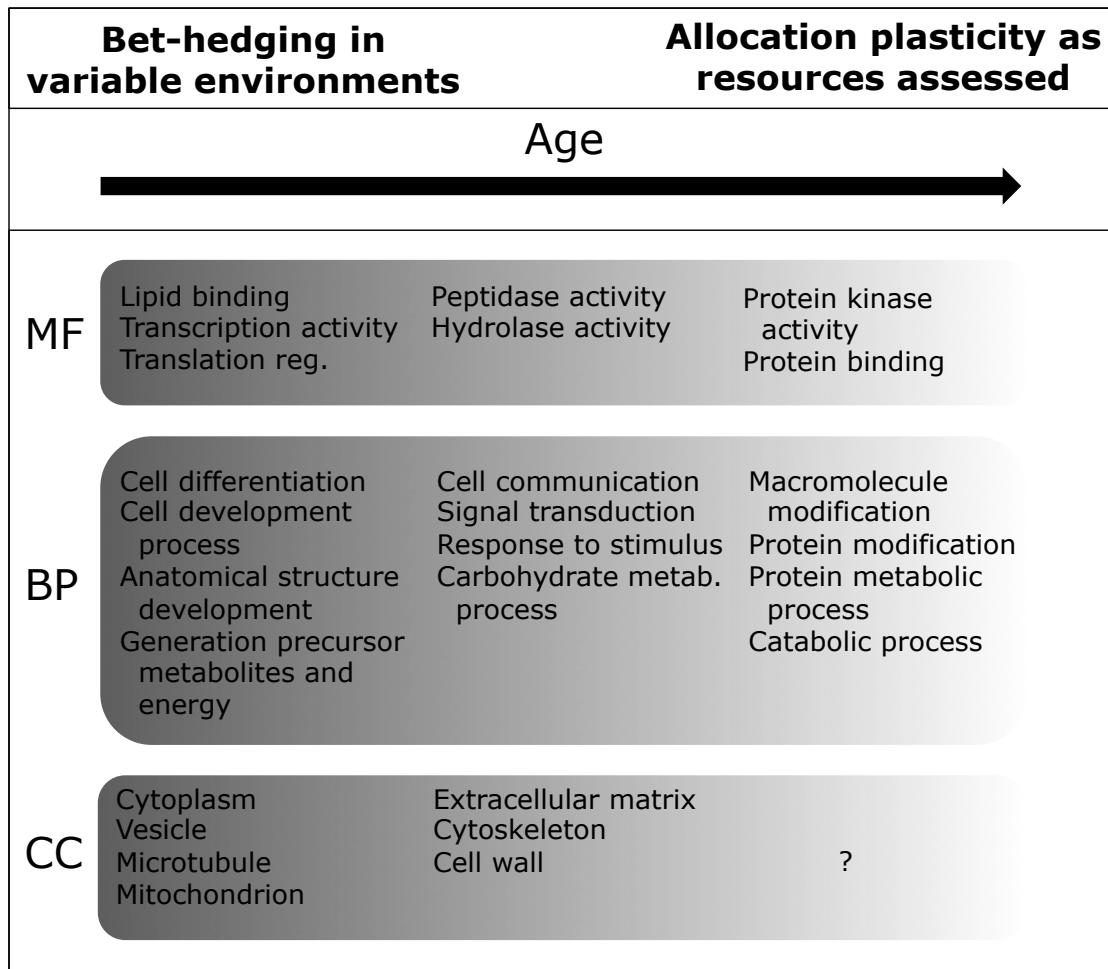 Bet-hedging in
variable environments
Allocation plasticity as
resources assessed
Age
MF
Lipid binding
Transcription activity
Translation reg.
Peptidase activity
Hydrolase activity
Protein kinase
activity
Protein binding
BP
Cell differentiation
Cell development
process
Anatomical structure
development
Generation precursor
metabolites and
energy
Cell communication
Signal transduction
Response to stimulus
Carbohydrate metab.
process
Macromolecule
modification
Protein modification
Protein metabolic
process
Catabolic process
CC
Cytoplasm
Vesicle
Microtubule
Mitochondrion
Extracellular matrix
Cytoskeleton
Cell wall
?